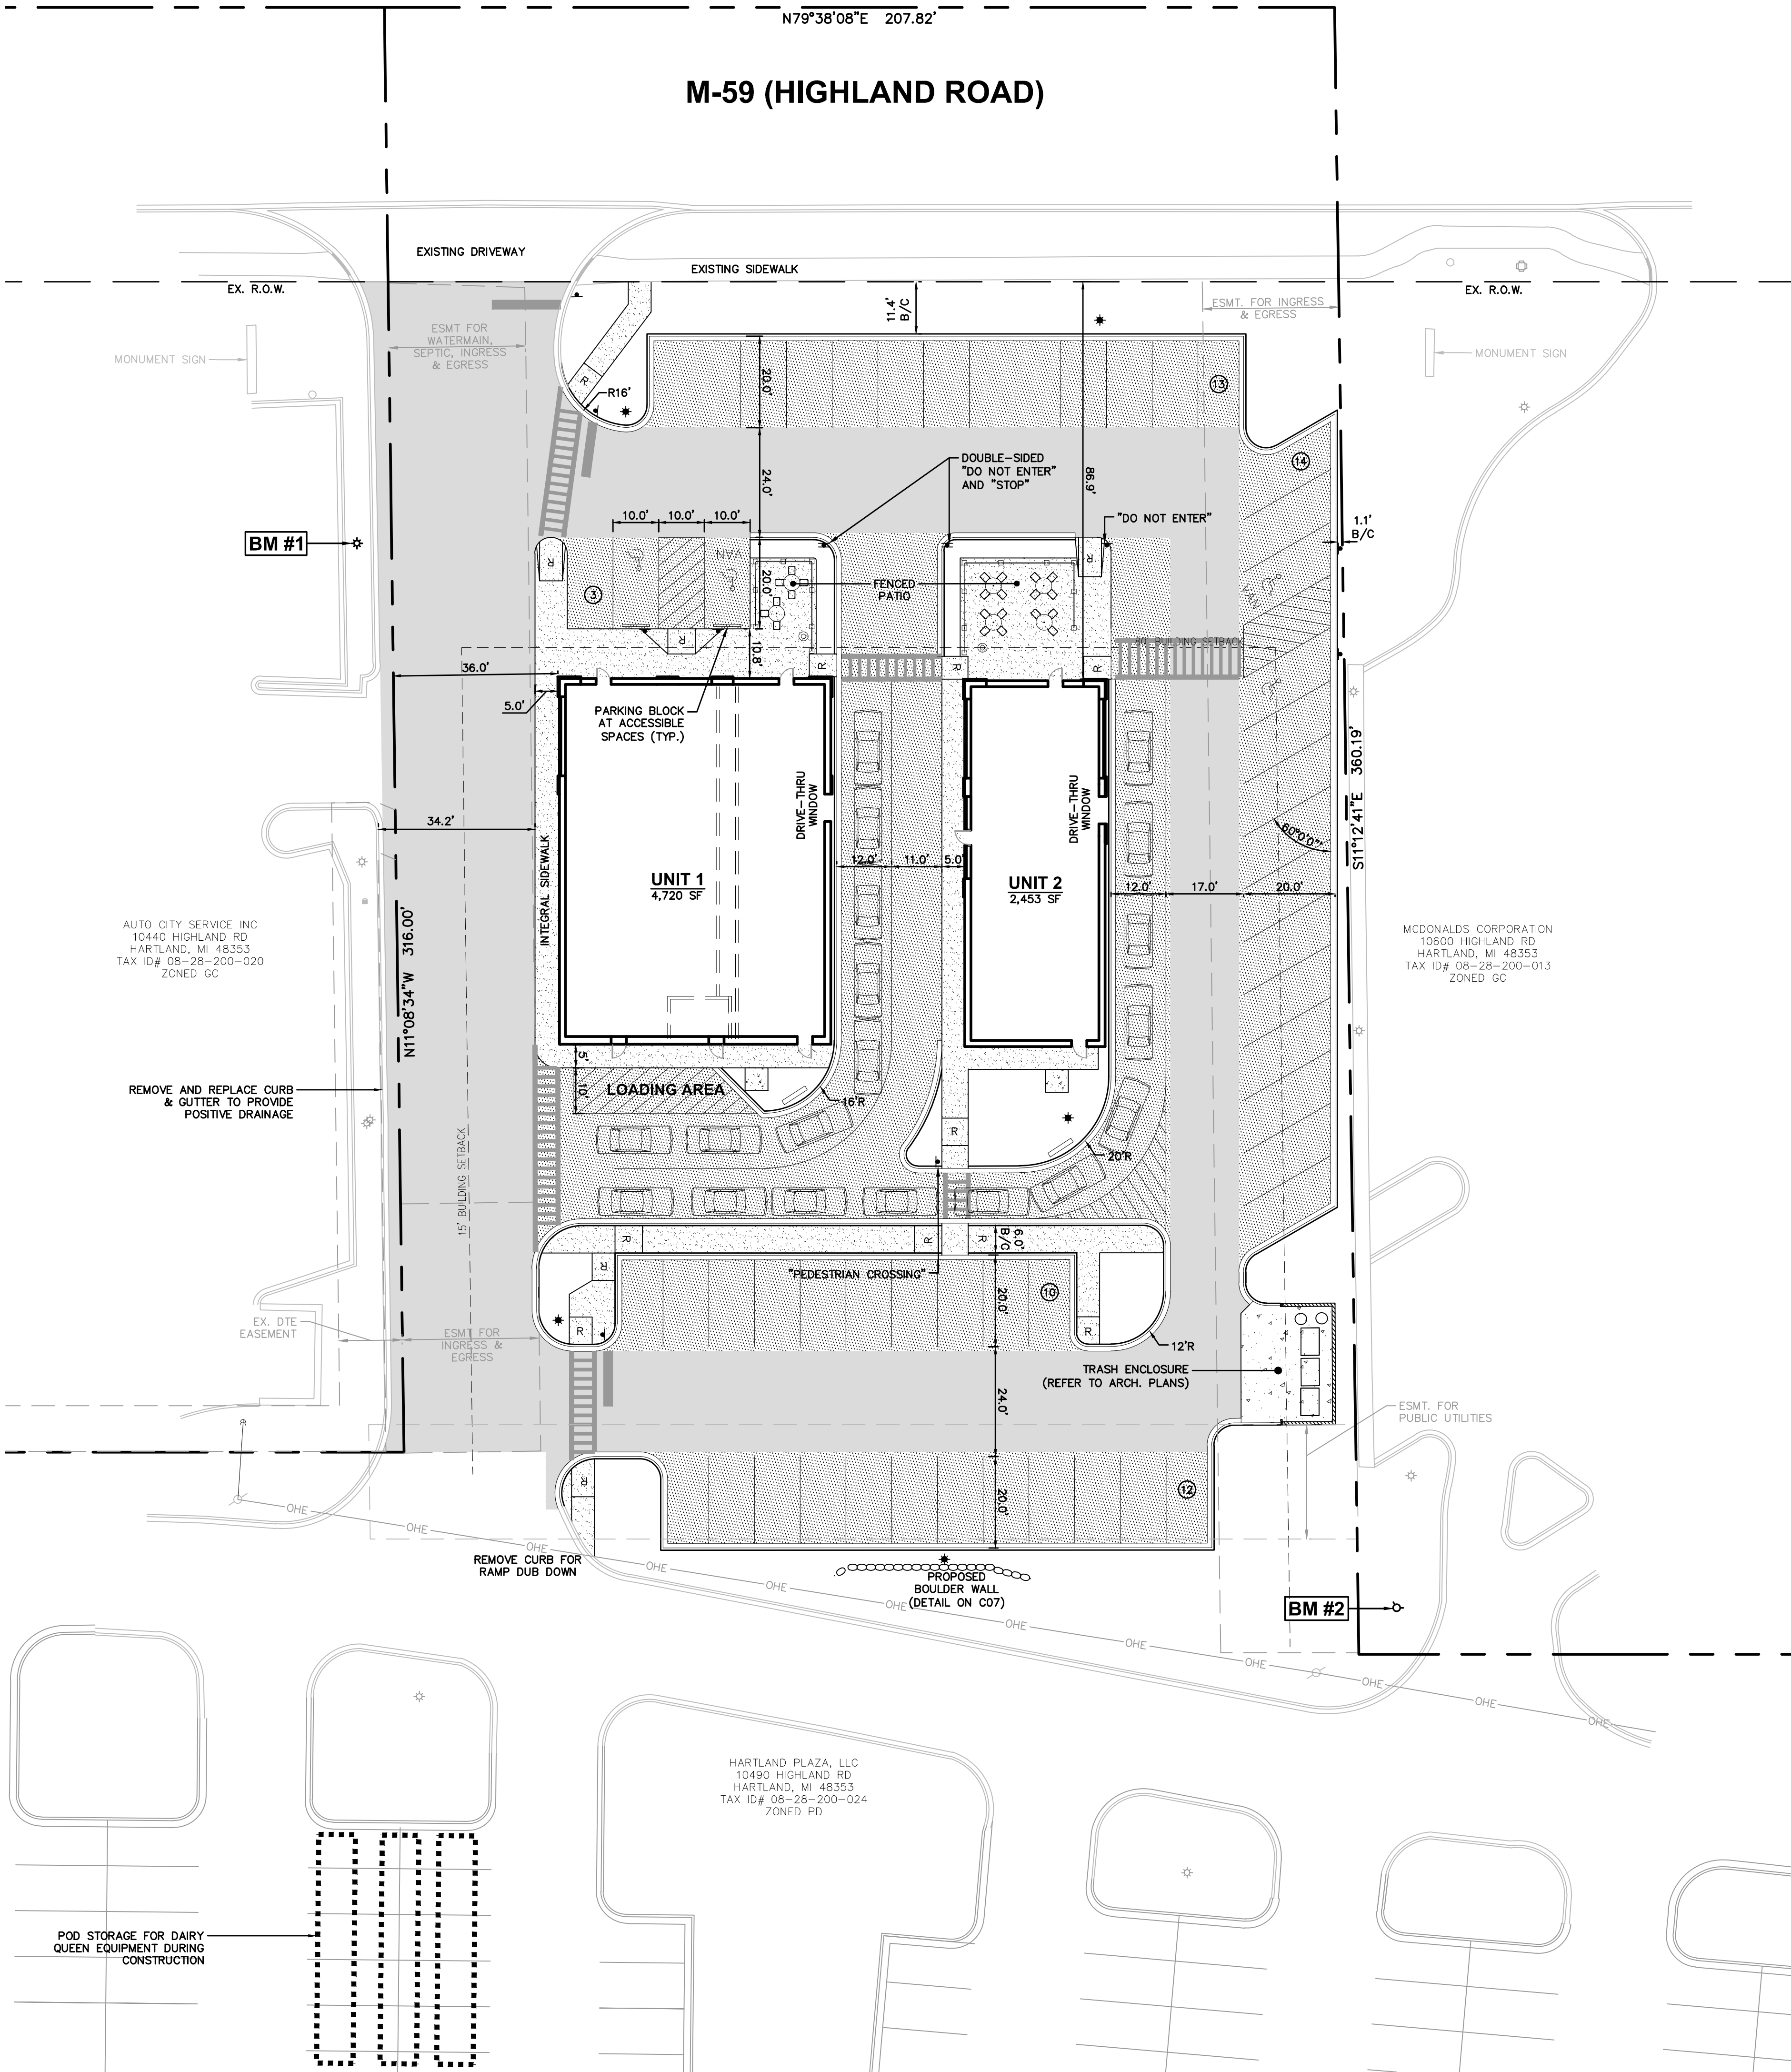 N79°38'08"E 207.82'
M-59 (HIGHLAND ROAD)
EXISTING DRIVEWAY
EXISTING SIDEWALK
EX. R.O.W.
EX. R.O.W.
11.4'
B/C
ESMT. FOR INGRESS
& EGRESS
ESMT FOR
WATERMAIN,
SEPTIC, INGRESS
& EGRESS
MONUMENT SIGN
MONUMENT SIGN
R
R16'
20.0'
13
24.0'
DOUBLE-SIDED
"DO NOT ENTER"
AND "STOP"
86.9'
14
"DO NOT ENTER"
10.0'
10.0'
10.0'
BM #1
1.1'
B/C
R
VAN
20.0'
3
FENCED
PATIO
R
VAN
R
10.8'
R
R
R
80' BUILDING SETBACK
36.0'
5.0'
PARKING BLOCK
AT ACCESSIBLE
SPACES (TYP.)
S11°12'41"E 360.19'
DRIVE-THRU
WINDOW
DRIVE-THRU
WINDOW
34.2'
60°0'0"
INTEGRAL SIDEWALK
12.0'
11.0'
5.0'
UNIT 1
4,720 SF
UNIT 2
2,453 SF
12.0'
17.0'
20.0'
AUTO CITY SERVICE INC
10440 HIGHLAND RD
HARTLAND, MI 48353
TAX ID# 08-28-200-020
ZONED GC
MCDONALDS CORPORATION
10600 HIGHLAND RD
HARTLAND, MI 48353
TAX ID# 08-28-200-013
ZONED GC
N11°08'34"W 316.00'
REMOVE AND REPLACE CURB
& GUTTER TO PROVIDE
POSITIVE DRAINAGE
5'
10'
LOADING AREA
16'R
R
20'R
15' BUILDING SETBACK
R
R
R
6.0'
B/C
R
"PEDESTRIAN CROSSING"
10
20.0'
EX. DTE
EASEMENT
ESMT FOR
INGRESS &
EGRESS
R
R
12'R
TRASH ENCLOSURE
(REFER TO ARCH. PLANS)
24.0'
ESMT. FOR
PUBLIC UTILITIES
R
12
20.0'
OHE
OHE
OHE
OHE
OHE
OHE
OHE
OHE
OHE
OHE
OHE
OHE
REMOVE CURB FOR
RAMP DUB DOWN
PROPOSED
BOULDER WALL
(DETAIL ON C07)
BM #2
HARTLAND PLAZA, LLC
10490 HIGHLAND RD
HARTLAND, MI 48353
TAX ID# 08-28-200-024
ZONED PD
POD STORAGE FOR DAIRY
QUEEN EQUIPMENT DURING
CONSTRUCTION